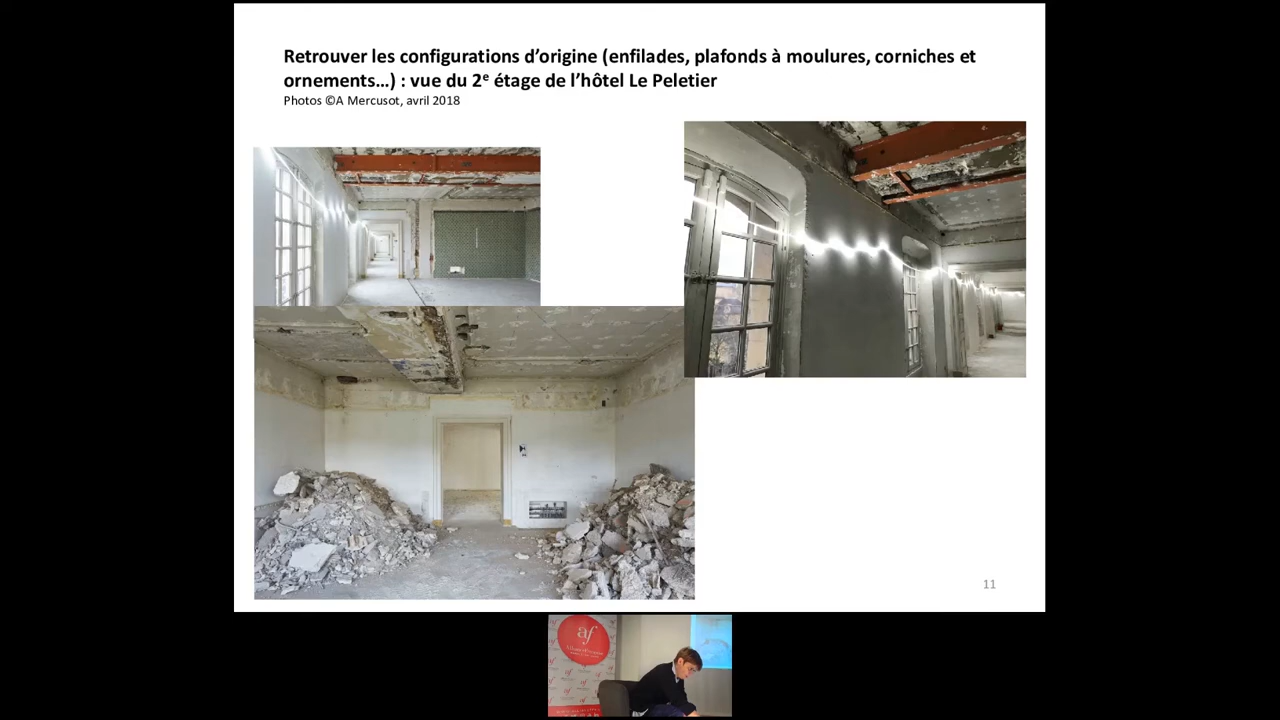 Retrouver les configurations d’origine (enfilades, plafonds à moulures, corniches et
ornements…) : vue du 2e étage de l’hôtel Le Peletier
Photos ©A Mercusot, avril 2018
11
af